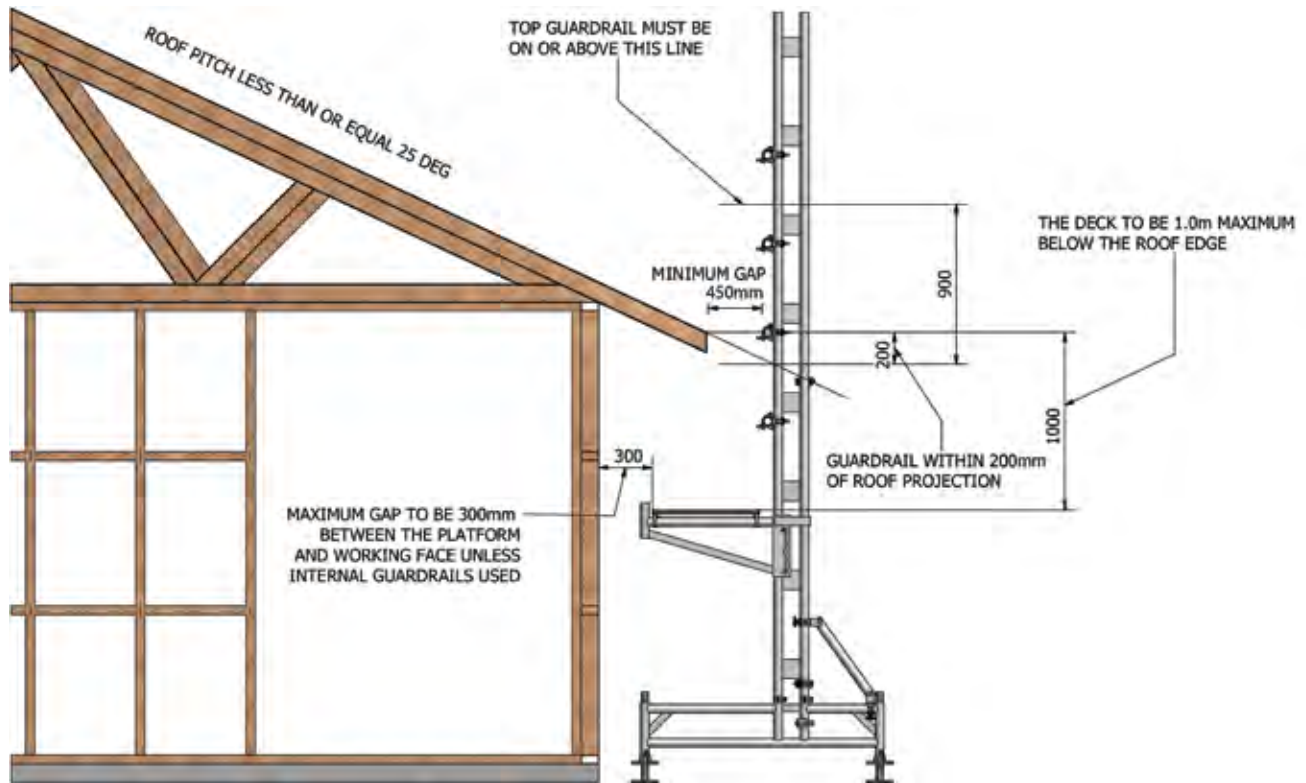 ROOF PITCH LESS THAN OR EQUAL 25 DEG
TOP GUARDRAIL MUST BE
ON OR ABOVE THIS LINE
THE DECK TO BE 1.0m MAXIMUM
BELOW THE ROOF EDGE
MINIMUM GAP
450mm
900
200
1000
300
GUARDRAIL WITHIN 200mm
OF ROOF PROJECTION
MAXIMUM GAP TO BE 300mm
BETWEEN THE PLATFORM
AND WORKING FACE UNLESS
INTERNAL GUARDRAILS USED